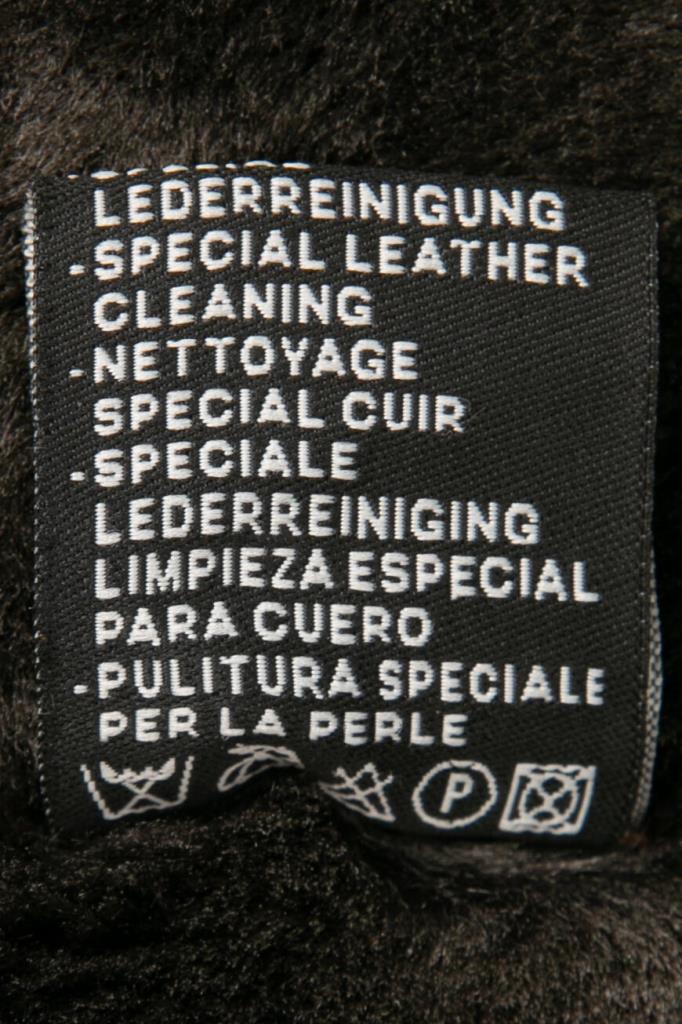 LEDERREINIGUNG
-SPECIAL LEATHER
CLEANING
-NETTOYAGE
SPECIAL CUIR
-SPECIALE
LEDERREINIGING
LIMPIEZA ESPECIAL
PARA CUERO
-PULITURA SPECIALE
PER LA PERLE
P